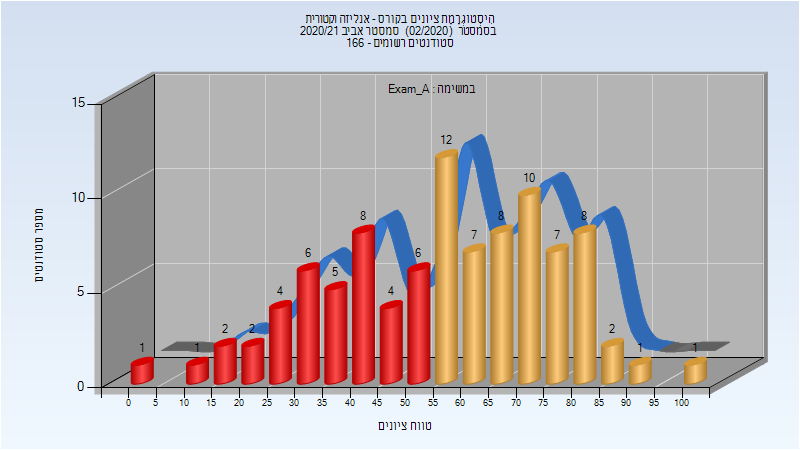 היסטוגרמת ציונים בקורס - אנליזה וקטורית
בסמסטר (02/2020) סמסטר אביב 2020/21
סטודנטים רשומים - 166
במשימה : Exam_A
מספר סטודנטים
15
10
5
0
1 1 2 2 4 6 5 8 4 6 12 7 8 10 7 8 2 1 1
0 5 10 15 20 25 30 35 40 45 50 55 60 65 70 75 80 85 90 95 100
טווח ציונים